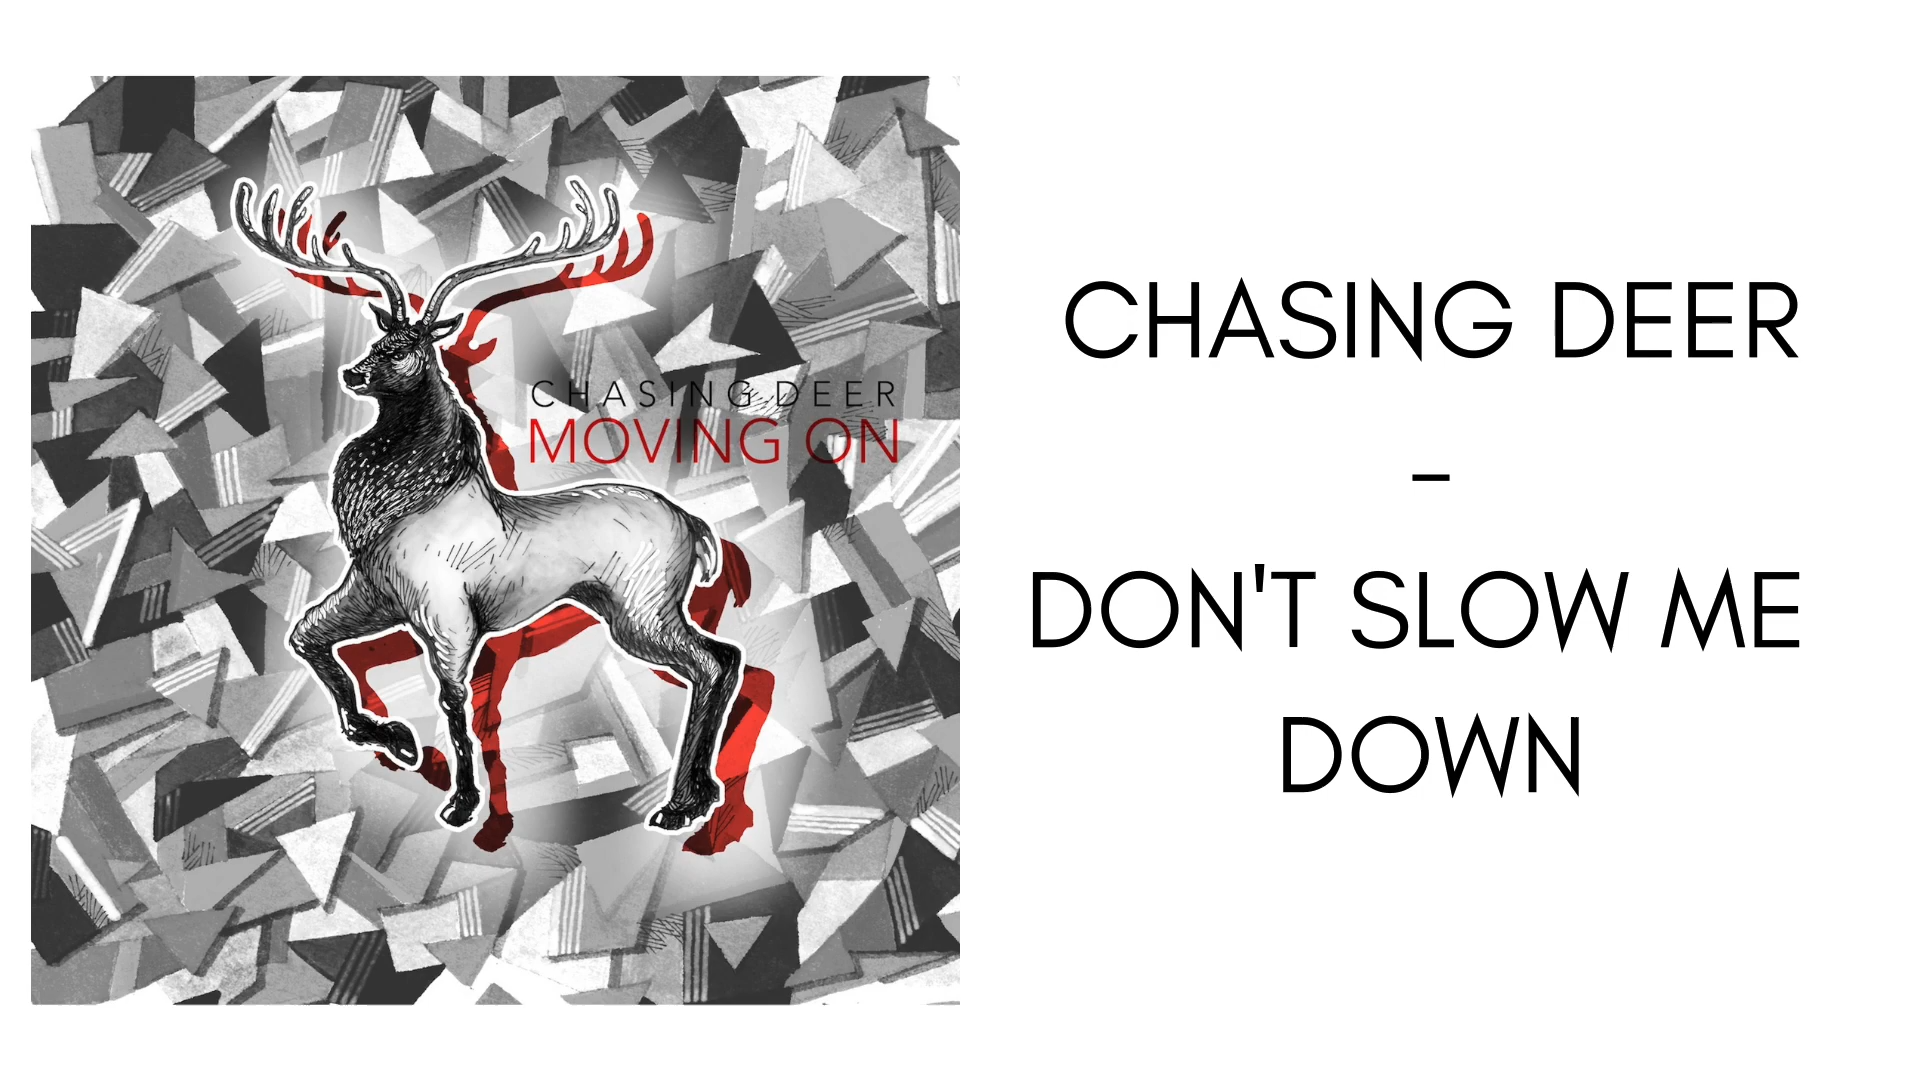 CHASING DEER
MOVING ON
CHASING DEER
–
DON'T SLOW ME
DOWN